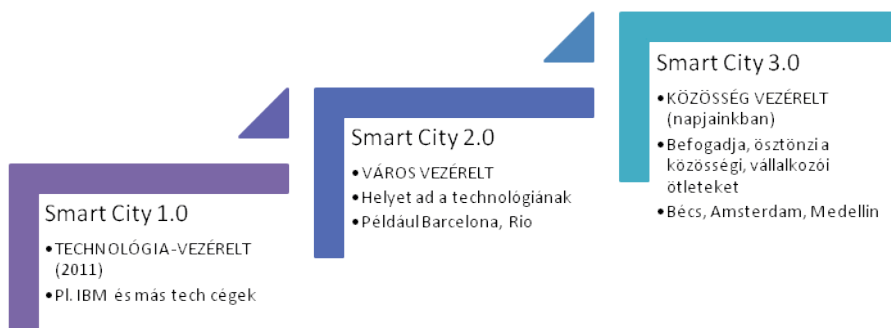 Smart City 1.0
•TECHNOLÓGIA-VEZÉRELT
(2011)
•Pl. IBM és más tech cégek
Smart City 2.0
•VÁROS VEZÉRELT
•Helyet ad a technológiának
•Például Barcelona, Rio
Smart City 3.0
•KÖZÖSSÉG VEZÉRELT
(napjainkban)
•Befogadja, ösztönzi a
közösségi, vállalkozói
ötleteket
•Bécs, Amsterdam, Medellin